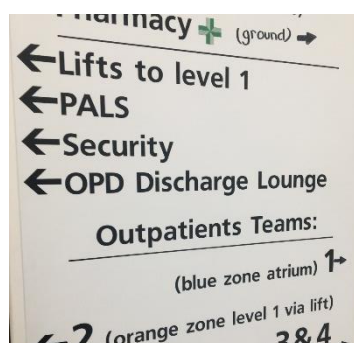 Pharmacy (ground) →
←Lifts to level 1
←PALS
←Security
←OPD Discharge Lounge
Outpatients Teams:
(blue zone atrium) 1→
←2 (orange zone level 1 via lift)
3&4